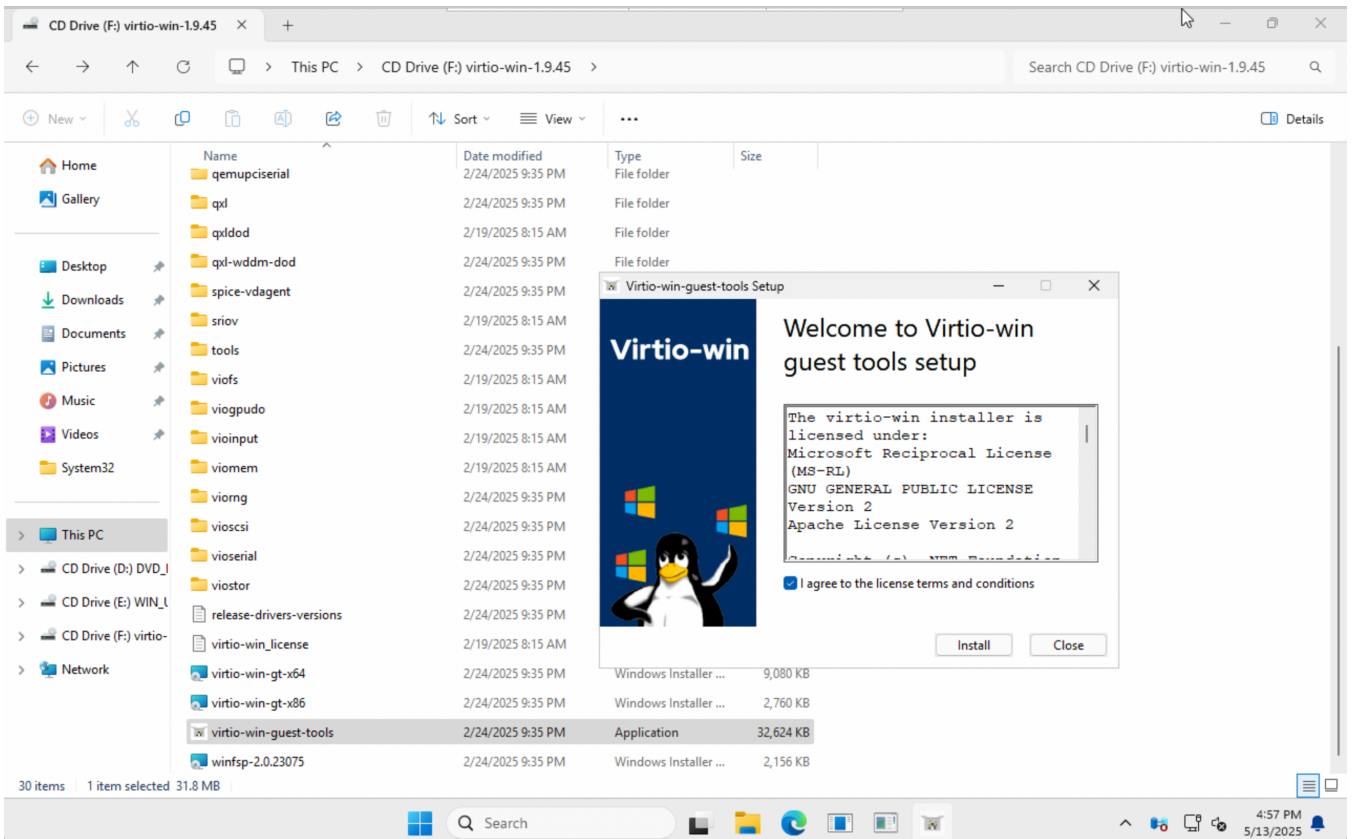 CD Drive (F:) virtio-win-1.9.45
This PC > CD Drive (F:) virtio-win-1.9.45 >
Search CD Drive (F:) virtio-win-1.9.45
New
Sort
View
Details
Home
Gallery
Desktop
Downloads
Documents
Pictures
Music
Videos
System32
This PC
CD Drive (D:) DVD_
CD Drive (E:) WIN_
CD Drive (F:) virtio-
Network
Name Date modified Type Size
qemupciserial 2/24/2025 9:35 PM File folder
qxl 2/24/2025 9:35 PM File folder
qxldod 2/19/2025 8:15 AM File folder
qxl-wddm-dod 2/24/2025 9:35 PM File folder
spice-vdagent 2/24/2025 9:35 PM
sriov 2/19/2025 8:15 AM
tools 2/24/2025 9:35 PM
viofs 2/19/2025 8:15 AM
viogpudo 2/19/2025 8:15 AM
vioinput 2/19/2025 8:15 AM
viomem 2/19/2025 8:15 AM
viorng 2/24/2025 9:35 PM
vioscsi 2/24/2025 9:35 PM
vioserial 2/24/2025 9:35 PM
viostor 2/24/2025 9:35 PM
release-drivers-versions 2/24/2025 9:35 PM
virtio-win_license 2/19/2025 8:15 AM
virtio-win-gt-x64 2/24/2025 9:35 PM Windows Installer ... 9,080 KB
virtio-win-gt-x86 2/24/2025 9:35 PM Windows Installer ... 2,760 KB
virtio-win-guest-tools 2/24/2025 9:35 PM Application 32,624 KB
winfsp-2.0.23075 2/24/2025 9:35 PM Windows Installer ... 2,156 KB
Virtio-win-guest-tools Setup
Virtio-win
Welcome to Virtio-win
guest tools setup
The virtio-win installer is
licensed under:
Microsoft Reciprocal License
(MS-RL)
GNU GENERAL PUBLIC LICENSE
Version 2
Apache License Version 2
Copyright (c) .NET Foundation
I agree to the license terms and conditions
Install
Close
30 items 1 item selected 31.8 MB
Search
4:57 PM
5/13/2025